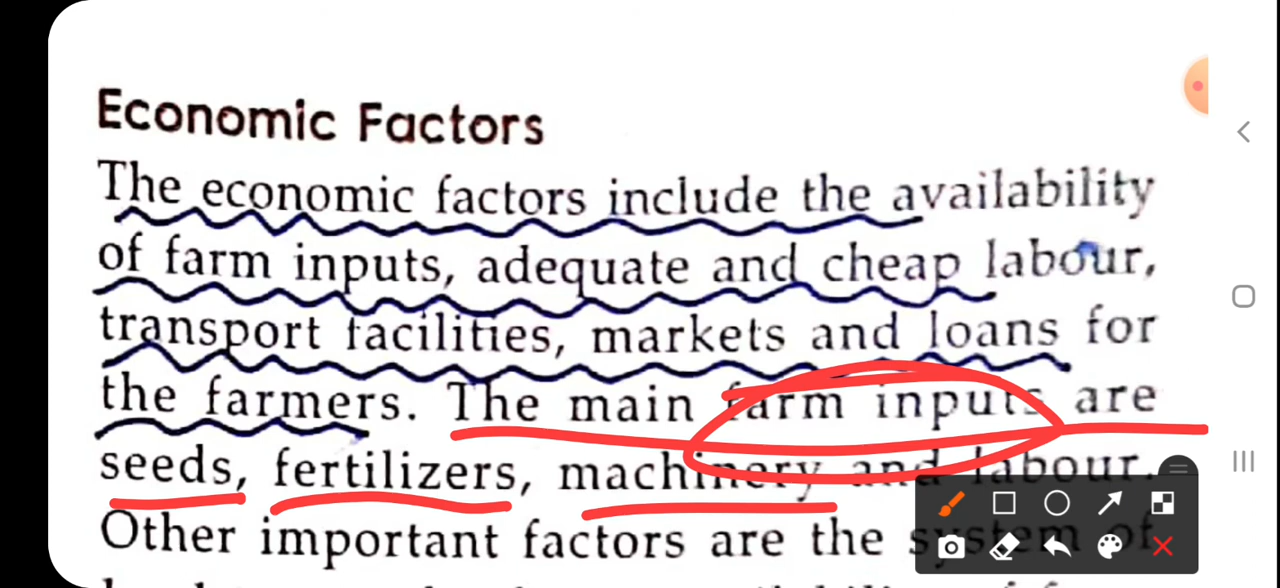 Economic Factors
The economic factors include the availability
of farm inputs, adequate and cheap labour,
transport facilities, markets and loans for
the farmers. The main farm inputs are
seeds, fertilizers, machinery and labour.
Other important factors are the system of